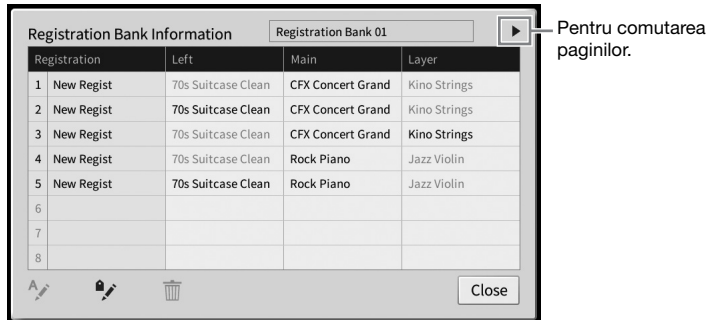 Registration Bank Information
Registration Bank 01
Pentru comutarea
paginilor.
Registration Left Main Layer
1 New Regist 70s Suitcase Clean CFX Concert Grand Kino Strings
2 New Regist 70s Suitcase Clean CFX Concert Grand Kino Strings
3 New Regist 70s Suitcase Clean CFX Concert Grand Kino Strings
4 New Regist 70s Suitcase Clean Rock Piano Jazz Violin
5 New Regist 70s Suitcase Clean Rock Piano Jazz Violin
6
7
8
A
Close